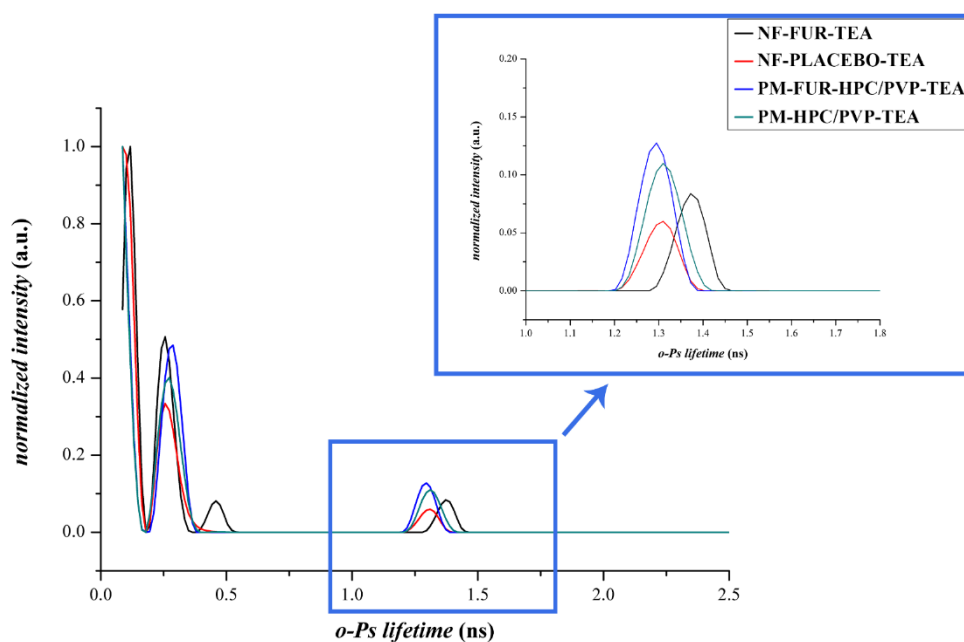 NF-FUR-TEA
NF-PLACEBO-TEA
PM-FUR-HPC/PVP-TEA
PM-HPC/PVP-TEA
0.20
0.15
0.10
0.05
0.00
normalized intensity (a.u.)
1.0 1.1 1.2 1.3 1.4 1.5 1.6 1.7 1.8
o-Ps lifetime (ns)
1.0
0.8
0.6
0.4
0.2
0.0
normalized intensity (a.u.)
0.0 0.5 1.0 1.5 2.0 2.5
o-Ps lifetime (ns)